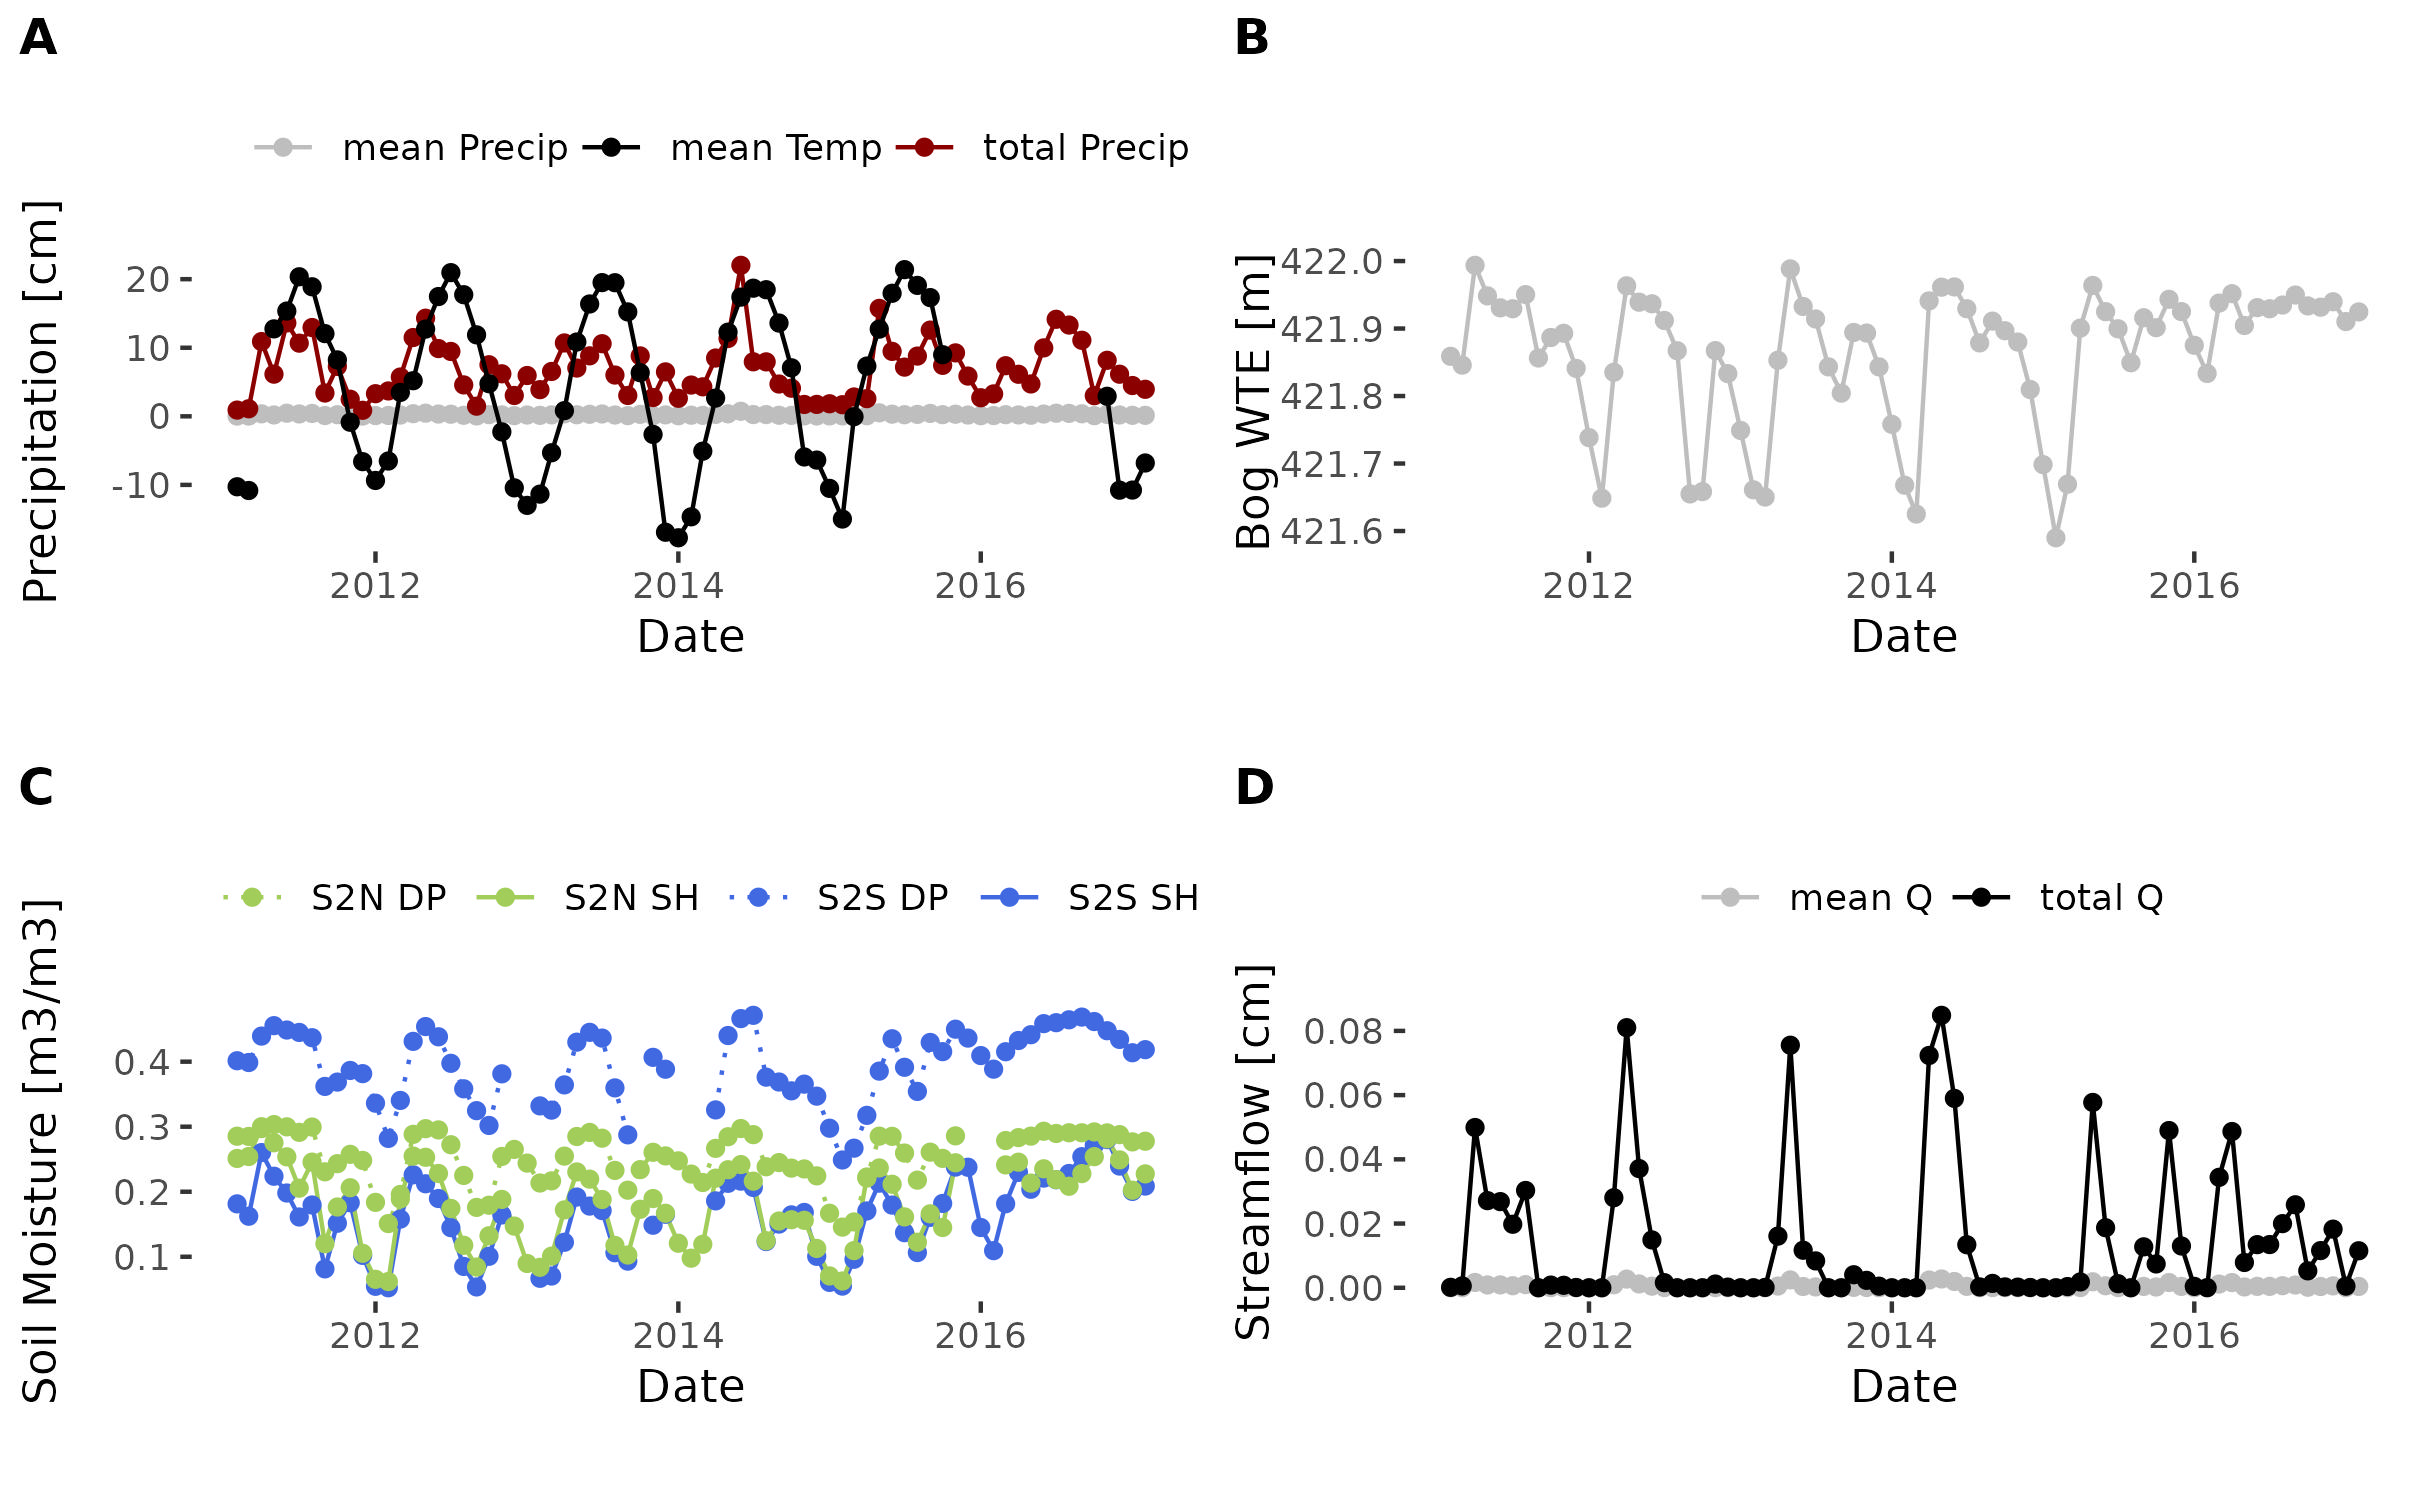 A
mean Precip mean Temp total Precip
Precipitation [cm]
20
10
0
-10
2012 2014 2016
Date
B
Bog WTE [m]
422.0
421.9
421.8
421.7
421.6
2012 2014 2016
Date
C
S2N DP S2N SH S2S DP S2S SH
Soil Moisture [m3/m3]
0.4
0.3
0.2
0.1
2012 2014 2016
Date
D
mean Q total Q
Streamflow [cm]
0.08
0.06
0.04
0.02
0.00
2012 2014 2016
Date